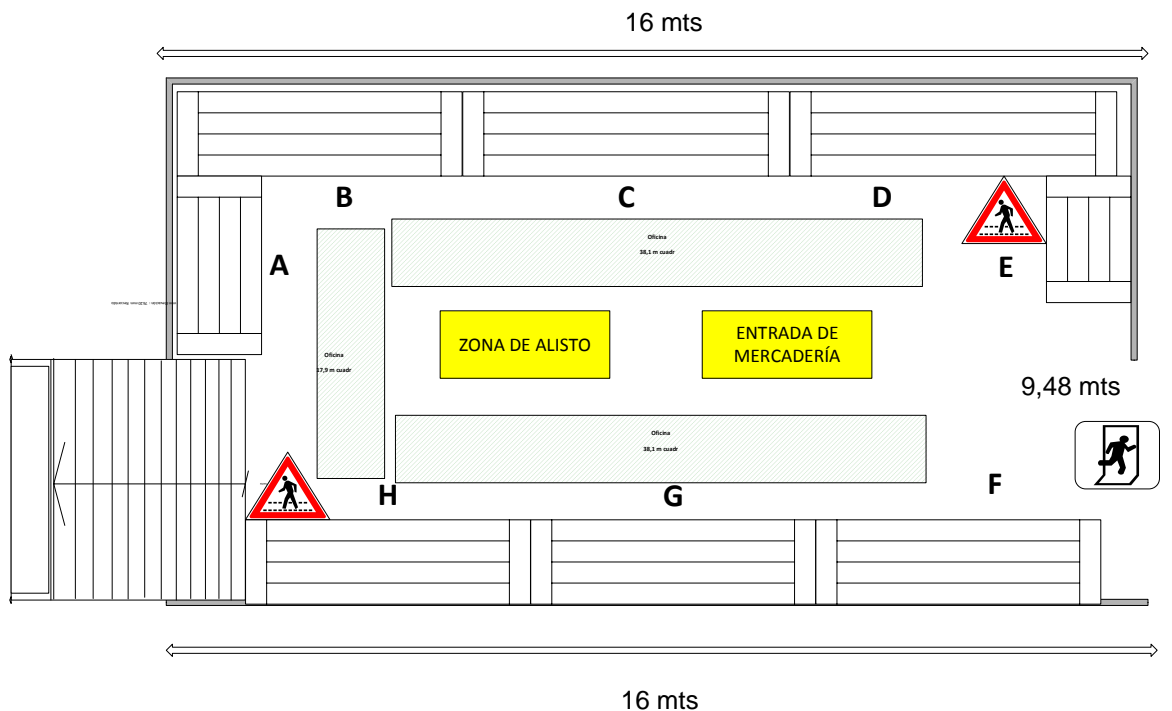 16 mts
B
C
D
Oficina
38,1 m cuadr
A
E
ZONA DE ALISTO
ENTRADA DE
MERCADERÍA
Oficina
17,9 m cuadr
9,48 mts
Oficina
38,1 m cuadr
H
G
F
16 mts